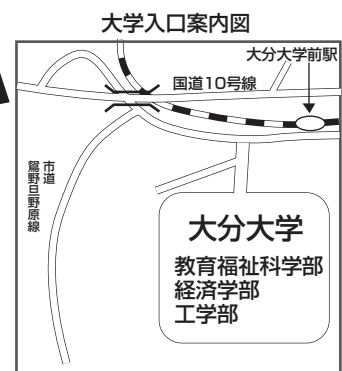 大学入口案内図
大分大学前駅
国道10号線
市道
鴛野旦野原線
大分大学
教育福祉科学部
経済学部
工学部